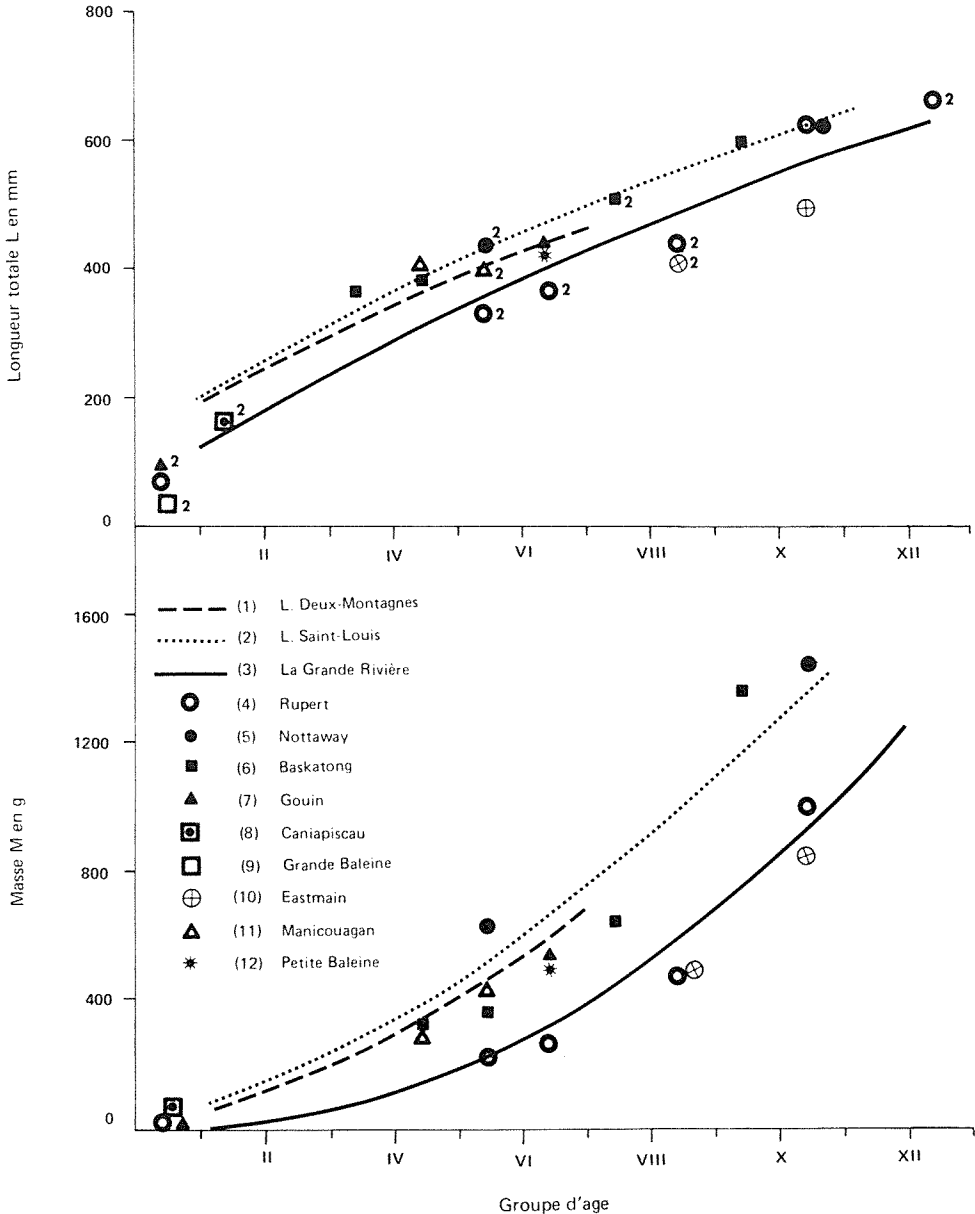 800
600
400
200
0
Longueur totale L en mm
2
2
2
2
2
2
2
2
2
2
2
II
IV
VI
VIII
X
XII
1600
1200
800
400
0
Masse M en g
(1) L. Deux-Montagnes
(2) L. Saint-Louis
(3) La Grande Rivière
(4) Rupert
(5) Nottaway
(6) Baskatong
(7) Gouin
(8) Caniapiscau
(9) Grande Baleine
(10) Eastmain
(11) Manicouagan
(12) Petite Baleine
II
IV
VI
VIII
X
XII
Groupe d'age